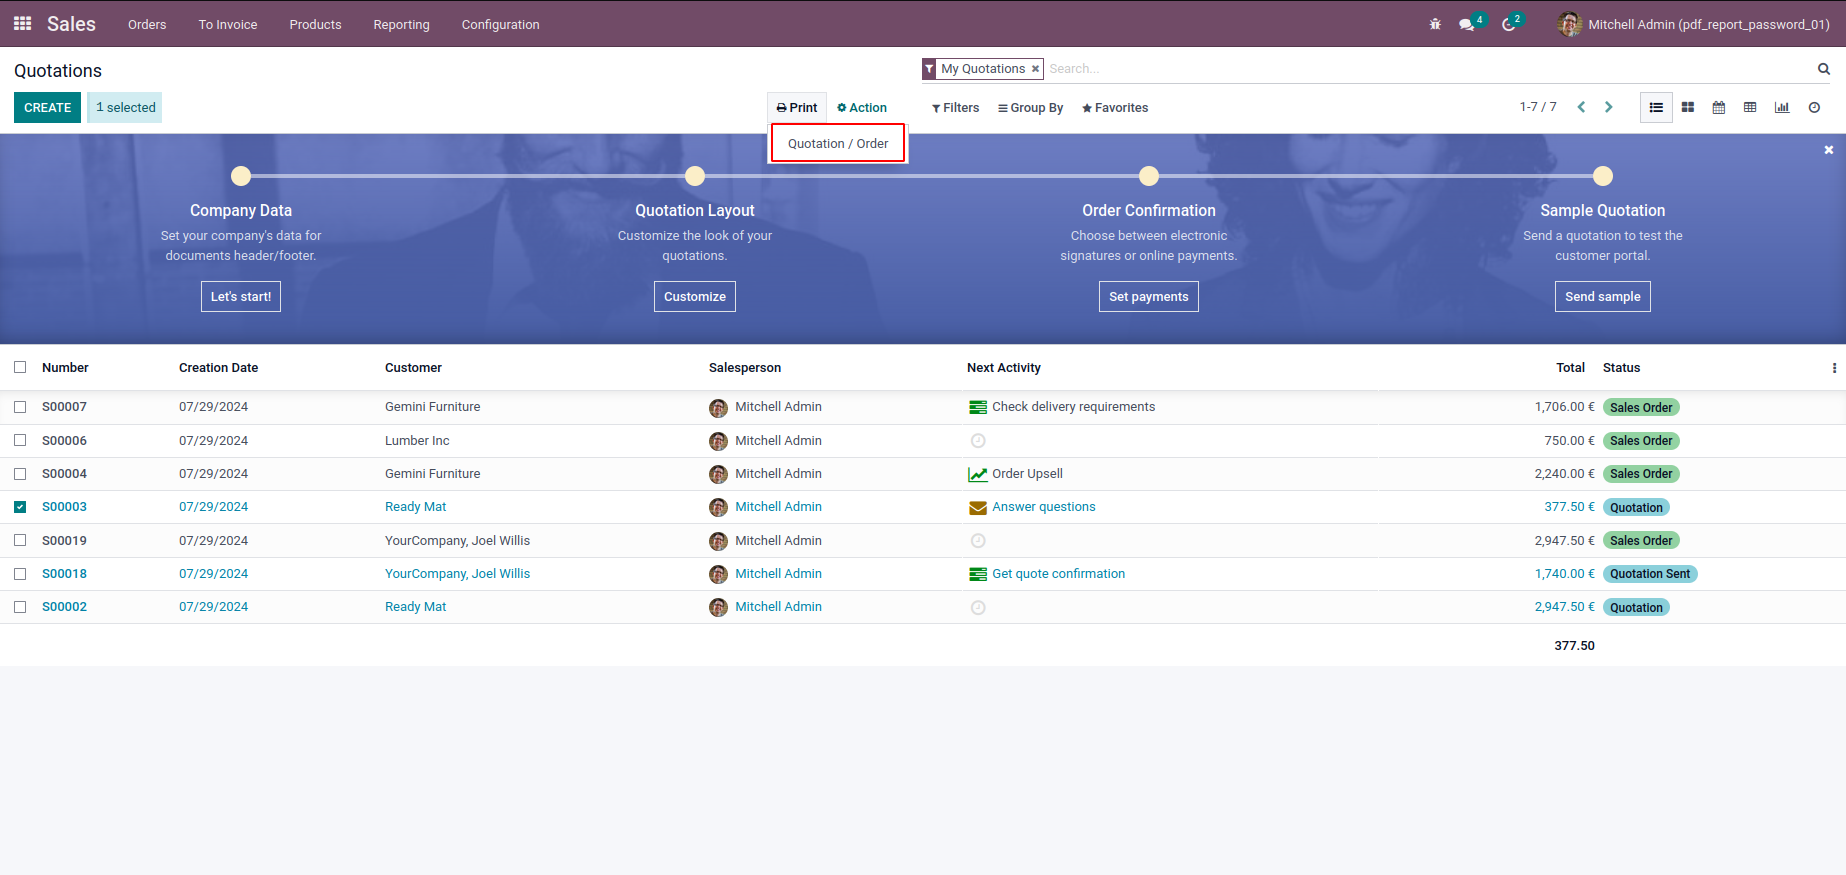 Sales Orders To Invoice Products Reporting Configuration 4 2 Mitchell Admin (pdf_report_password_01)
Quotations My Quotations Search...
CREATE 1 selected Print Action Filters Group By Favorites 1-7 / 7
Quotation / Order
Company Data
Set your company's data for
documents header/footer.
Let's start!
Quotation Layout
Customize the look of your
quotations.
Customize
Order Confirmation
Choose between electronic
signatures or online payments.
Set payments
Sample Quotation
Send a quotation to test the
customer portal.
Send sample
Number Creation Date Customer Salesperson Next Activity Total Status
S00007 07/29/2024 Gemini Furniture Mitchell Admin Check delivery requirements 1,706.00 € Sales Order
S00006 07/29/2024 Lumber Inc Mitchell Admin 750.00 € Sales Order
S00004 07/29/2024 Gemini Furniture Mitchell Admin Order Upsell 2,240.00 € Sales Order
S00003 07/29/2024 Ready Mat Mitchell Admin Answer questions 377.50 € Quotation
S00019 07/29/2024 YourCompany, Joel Willis Mitchell Admin 2,947.50 € Sales Order
S00018 07/29/2024 YourCompany, Joel Willis Mitchell Admin Get quote confirmation 1,740.00 € Quotation Sent
S00002 07/29/2024 Ready Mat Mitchell Admin 2,947.50 € Quotation
377.50